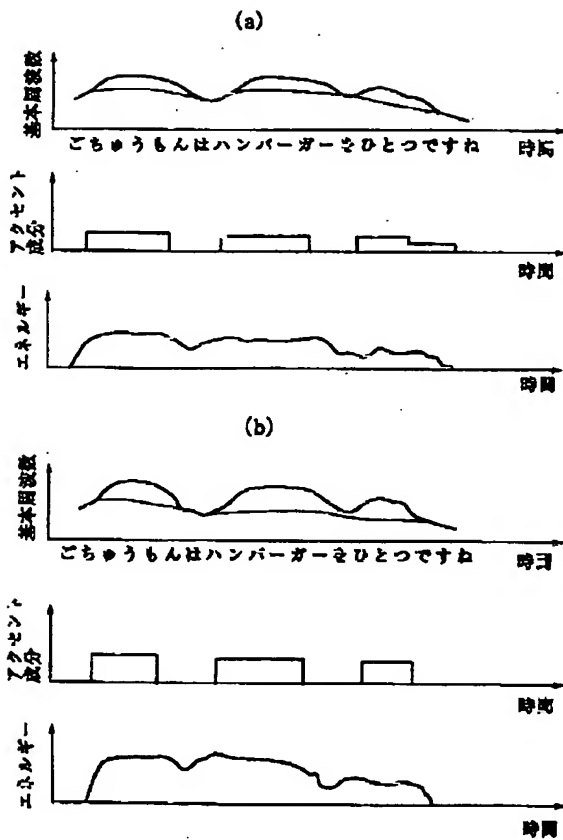 (a)
基本周波数
ごちゅうもんはハンバーガーをひとつですね
時間
アクセント
成分
時間
エネルギー
時間
(b)
基本周波数
ごちゅうもんはハンバーガーをひとつですね
時間
アクセント
成分
時間
エネルギー
時間